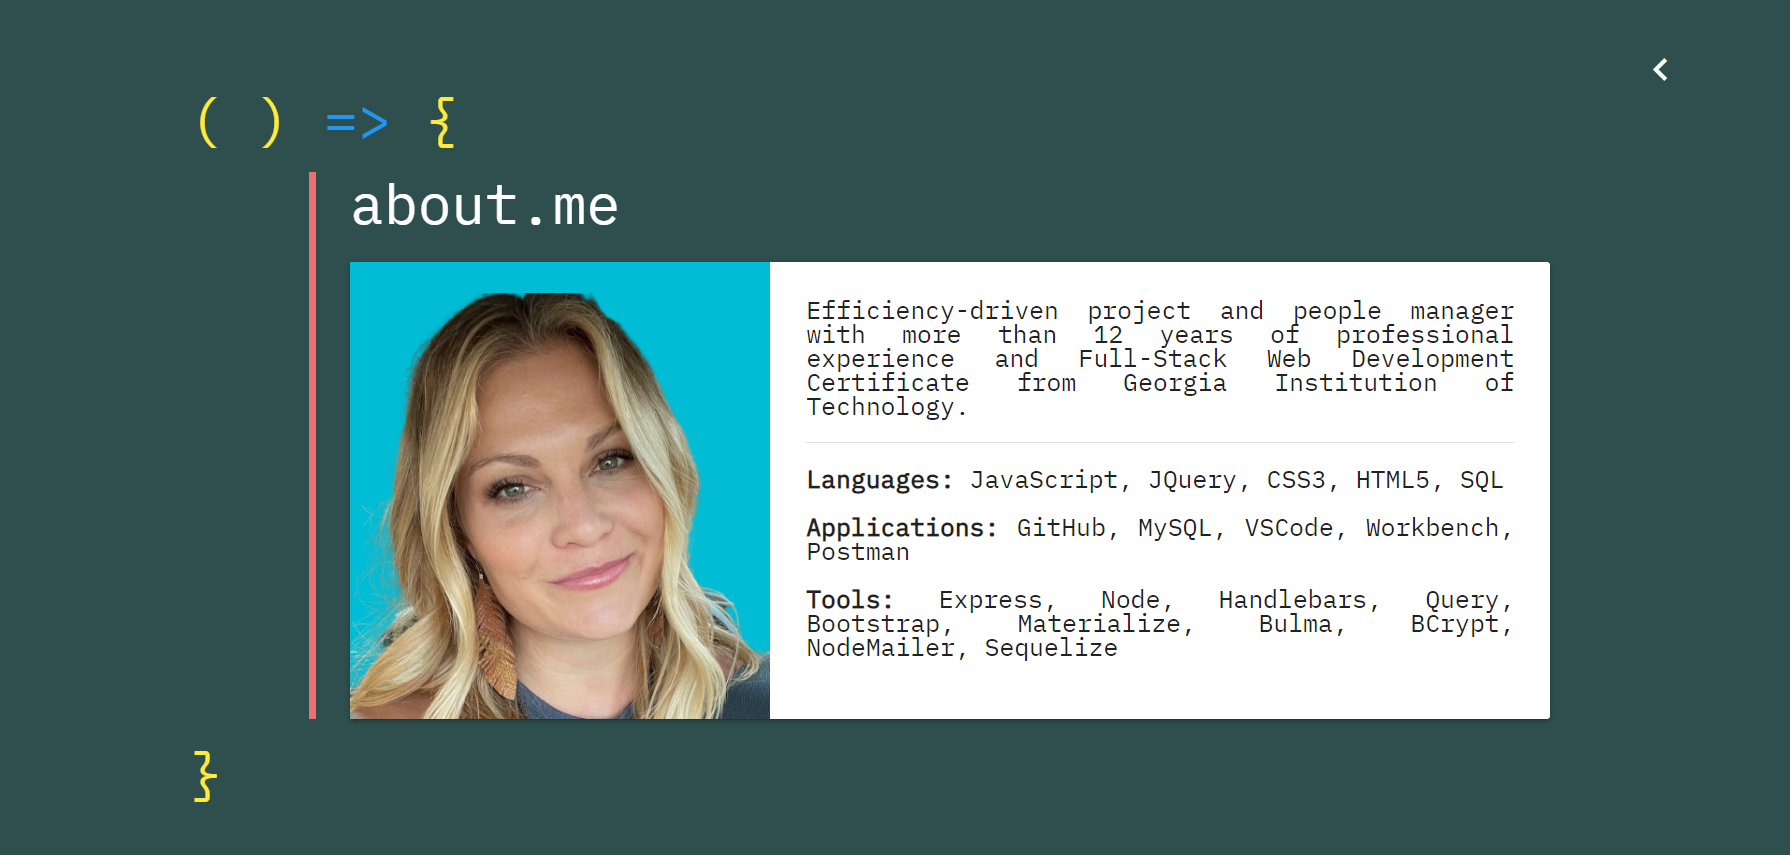 ( ) => {
about.me
Efficiency-driven project and people manager
with more than 12 years of professional
experience and Full-Stack Web Development
Certificate from Georgia Institution of
Technology.
Languages: JavaScript, JQuery, CSS3, HTML5, SQL
Applications: GitHub, MySQL, VSCode, Workbench,
Postman
Tools: Express, Node, Handlebars, Query,
Bootstrap, Materialize, Bulma, BCrypt,
NodeMailer, Sequelize
}